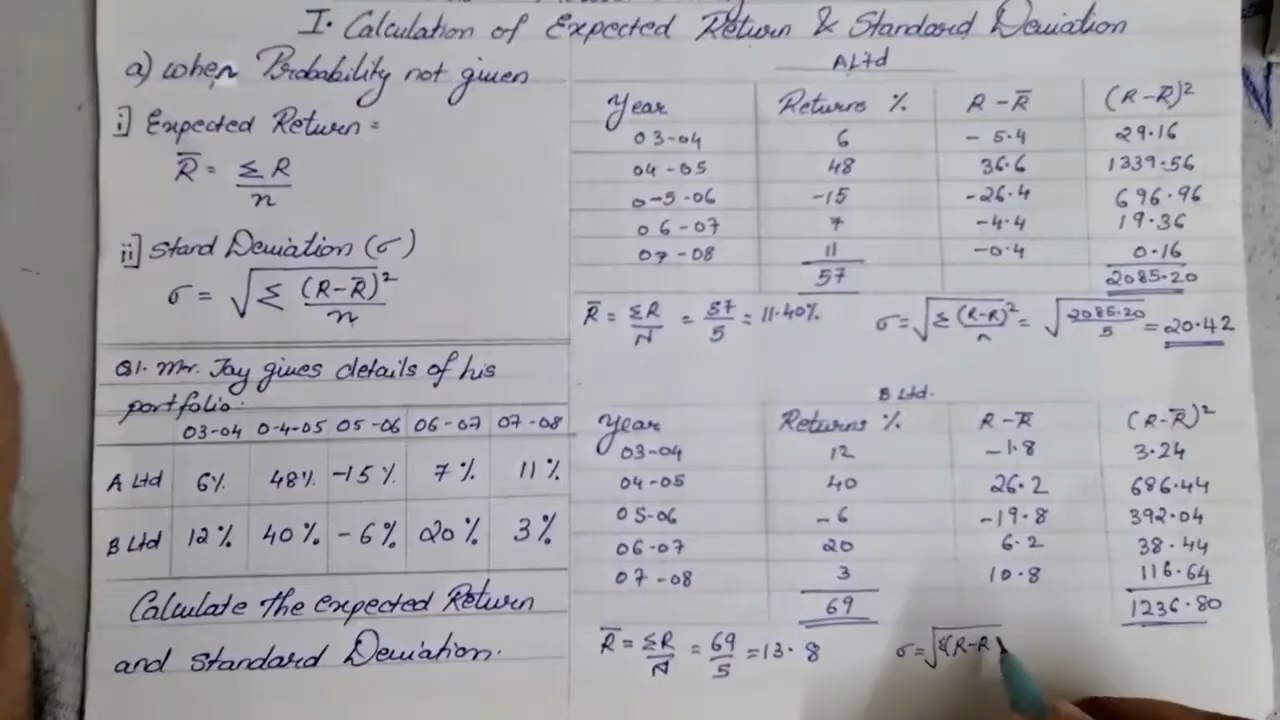 I. Calculation of Expected Return & Standard Deviation
a) When Probability not given
i] Expected Return =
R̄ = ΣR / n
ii] Stard Deviation (σ)
σ = √Σ (R-R̄)² / n
Q1. Mr. Jay gives details of his
portfolio.
03-04 0-4-05 05-06 06-07 07-08
A Ltd 6% 48% -15% 7% 11%
B Ltd 12% 40% -6% 20% 3%
Calculate the expected Return
and Standard Deviation.
A Ltd
Year Returns % R-R̄ (R-R̄)²
03-04 6 -5.4 29.16
04-05 48 36.6 1339.56
0-5-06 -15 -26.4 696.96
06-07 7 -4.4 19.36
07-08 11 -0.4 0.16
57 2085.20
R̄ = ΣR / N = 57 / 5 = 11.40% σ = √Σ (R-R)² / n = √2085.20 / 5 = 20.42
B Ltd.
Year Returns % R-R̄ (R-R̄)²
03-04 12 -1.8 3.24
04-05 40 26.2 686.44
05-06 -6 -19.8 392.04
06-07 20 6.2 38.44
07-08 3 10.8 116.64
69 1236.80
R̄ = ΣR / N = 69 / 5 = 13.8 σ = √Σ(R-R